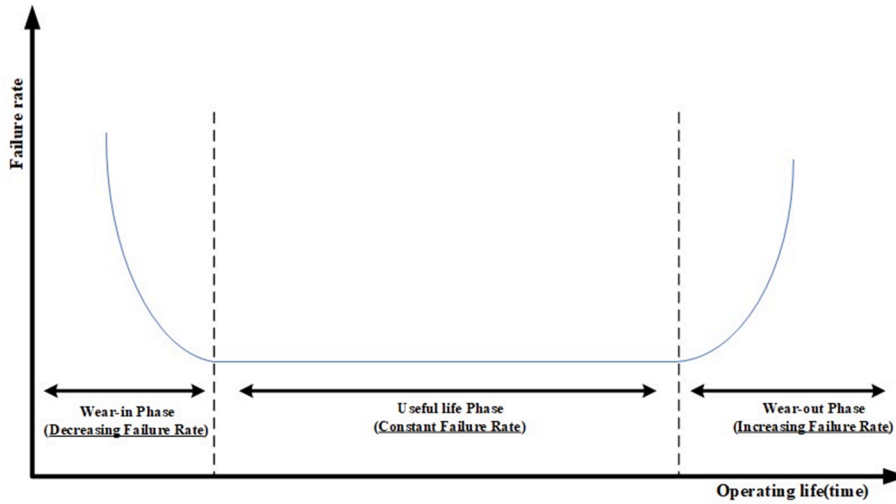 Failure rate
Wear-in Phase
(Decreasing Failure Rate)
Useful life Phase
(Constant Failure Rate)
Wear-out Phase
(Increasing Failure Rate)
Operating life(time)